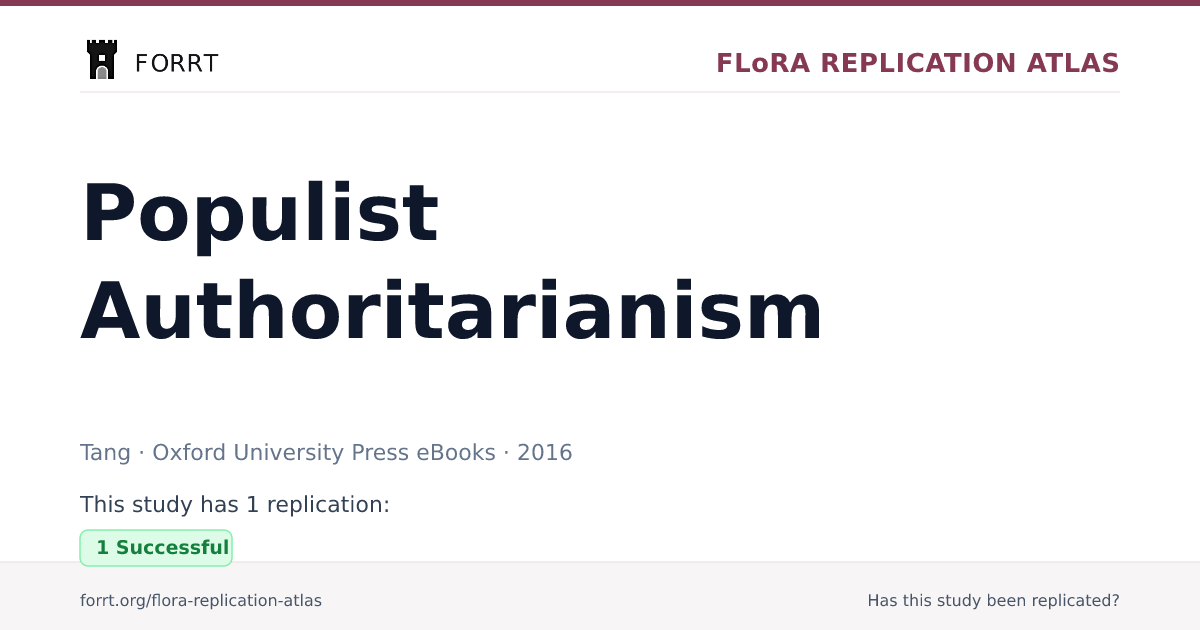 FORRT
FLoRA REPLICATION ATLAS
Populist
Authoritarianism
Tang · Oxford University Press eBooks · 2016
This study has 1 replication:
1 Successful
forrt.org/flora-replication-atlas
Has this study been replicated?